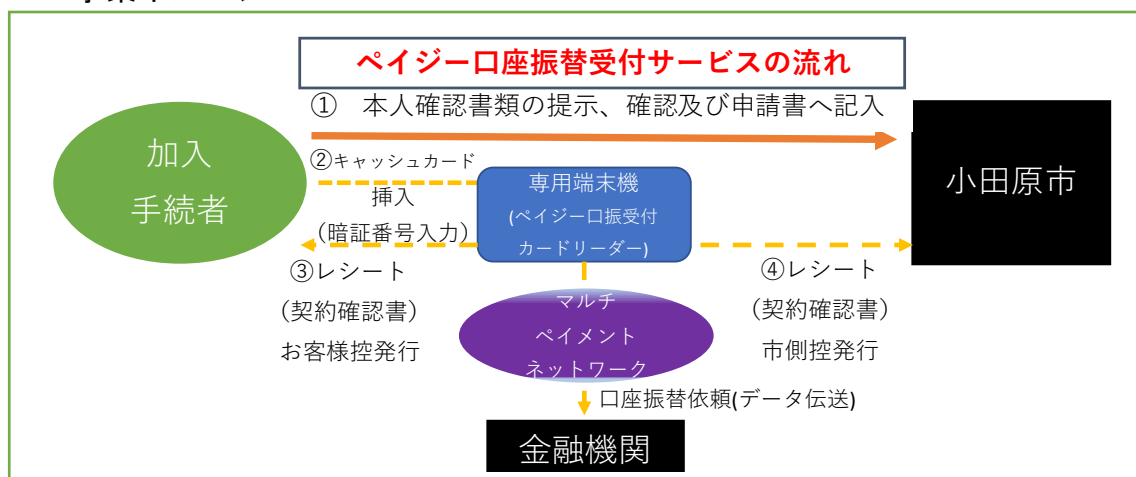 ペイジー口座振替受付サービスの流れ
① 本人確認書類の提示、確認及び申請書へ記入
加入
手続者
②キャッシュカード
挿入
（暗証番号入力）
専用端末機
(ペイジー口振受付
カードリーダー)
小田原市
③レシート
（契約確認書）
お客様控発行
マルチ
ペイメント
ネットワーク
④レシート
（契約確認書）
市側控発行
口座振替依頼(データ伝送)
金融機関